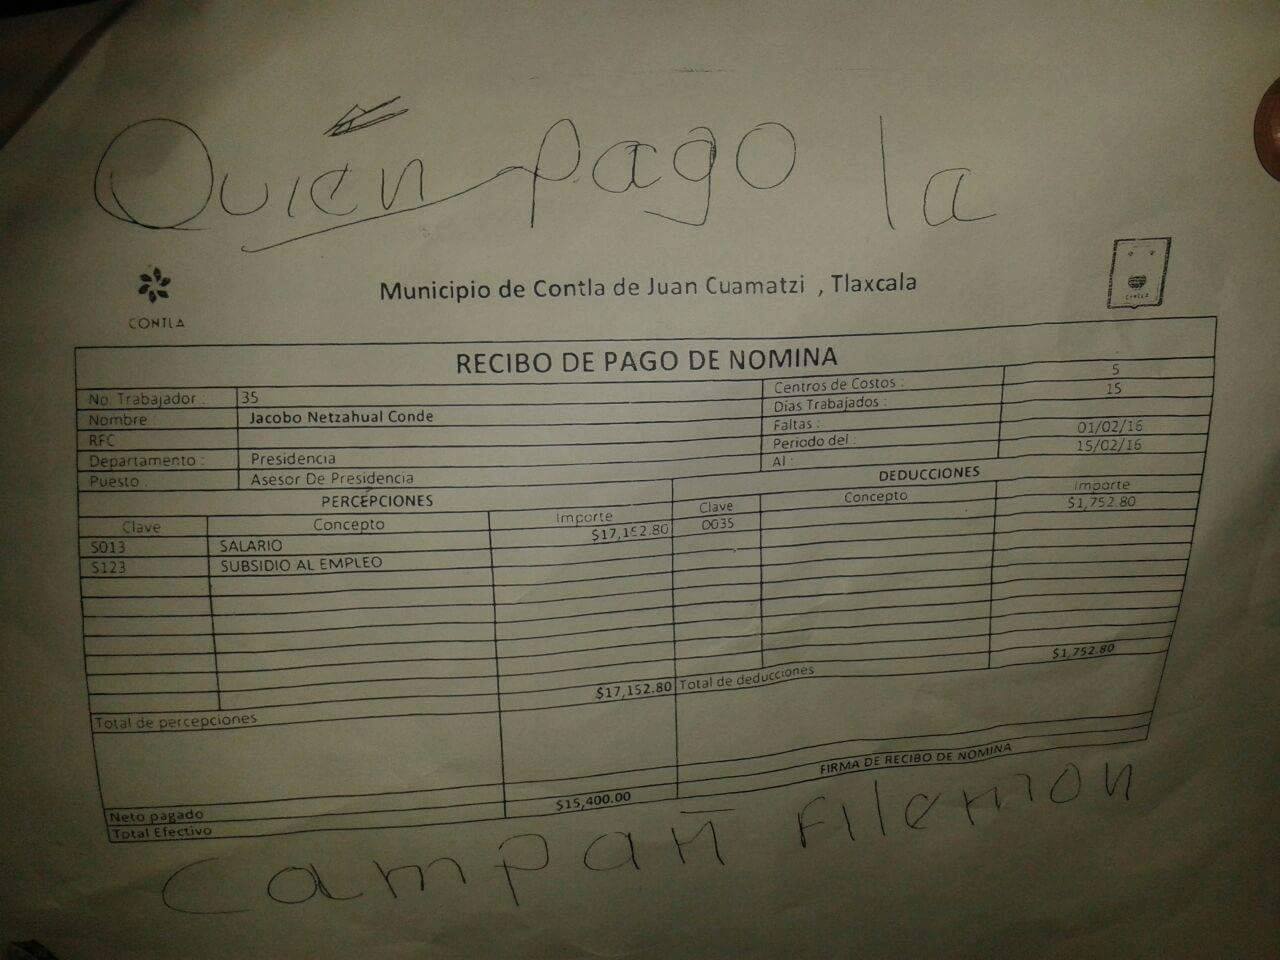 Quién pago la
CONTLA
Municipio de Contla de Juan Cuamatzi , Tlaxcala
CONTLA
RECIBO DE PAGO DE NOMINA
No. Trabajador : 35
Centros de Costos : 5
Nombre : Jacobo Netzahual Conde
Dias Trabajados : 15
RFC
Faltas :
Departamento : Presidencia
Periodo del : 01/02/16
Puesto : Asesor De Presidencia
Al : 15/02/16
PERCEPCIONES DEDUCCIONES
Clave Concepto Importe Clave Concepto Importe
S013 SALARIO $17,152.80 D035 $1,752.80
S123 SUBSIDIO AL EMPLEO
Total de percepciones $17,152.80 Total de deducciones $1,752.80
Neto pagado $15,400.00
Total Efectivo
FIRMA DE RECIBO DE NOMINA
Campañ Filemon